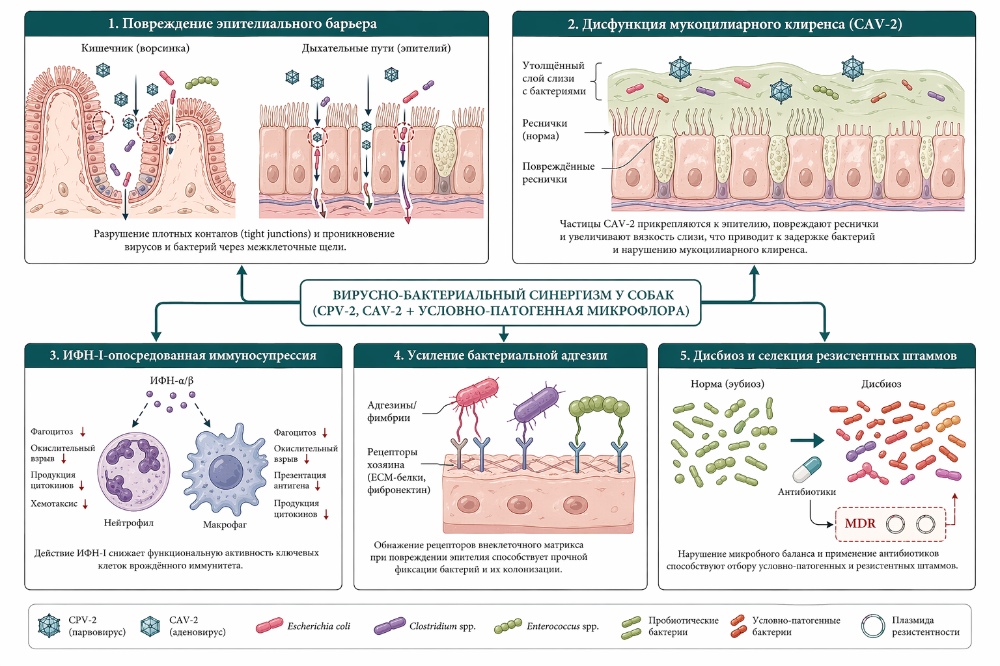 1. Повреждение эпителиального барьера
Кишечник (ворсинка)
Дыхательные пути (эпителий)
Разрушение плотных контагов (tight junctions) и проникновение
вирусов и бактерий через межклеточные щели.
2. Дисфункция мукоцилиарного клиренса (CAV-2)
Утолщённый
слой слизи
с бактериями
Реснички
(норма)
Повреждённые
реснички
Частицы CAV-2 прикрепляются к эпителию, повреждают реснички
и увеличивают вязкость слизи, что приводит к задержке бактерий
и нарушению мукоцилиарного клиренса.
ВИРУСНО-БАКТЕРИАЛЬНЫЙ СИНЕРГИЗМ У СОБАК
(CPV-2, CAV-2 + УСЛОВНО-ПАТОГЕННАЯ МИКРОФЛОРА)
3. ИФН-I-опосредованная иммуносупрессия
ИФН-α/β
Фагоцитоз ↓
Окислительный
взрыв ↓
Продукция
цитокинов ↓
Хемотаксис ↓
Нейтрофил
Фагоцитоз ↓
Окислительный
взрыв ↓
Презентация
антигена ↓
Продукция
цитокинов ↓
Макрофаг
Действие ИФН-I снижает функциональную активность ключевых
клеток врождённого иммунитета.
4. Усиление бактериальной адгезии
Адгезины/
фимбрии
Рецепторы
хозяина
(ECM-белки,
фибронектин)
Обнажение рецепторов внеклеточного матрикса
при повреждении эпителия способствует прочной
фиксации бактерий и их колонизации.
5. Дисбиоз и селекция резистентных штаммов
Норма (эубиоз)
Дисбиоз
Антибиотики
MDR
Нарушение микробного баланса и применение антибиотиков
способствуют отбору условно-патогенных и резистентных штаммов.
CPV-2
(парвовирус)
CAV-2
(аденовирус)
Escherichia coli
Clostridium spp.
Enterococcus spp.
Пробиотические
бактерии
Условно-патогенные
бактерии
Плазмида
резистентности